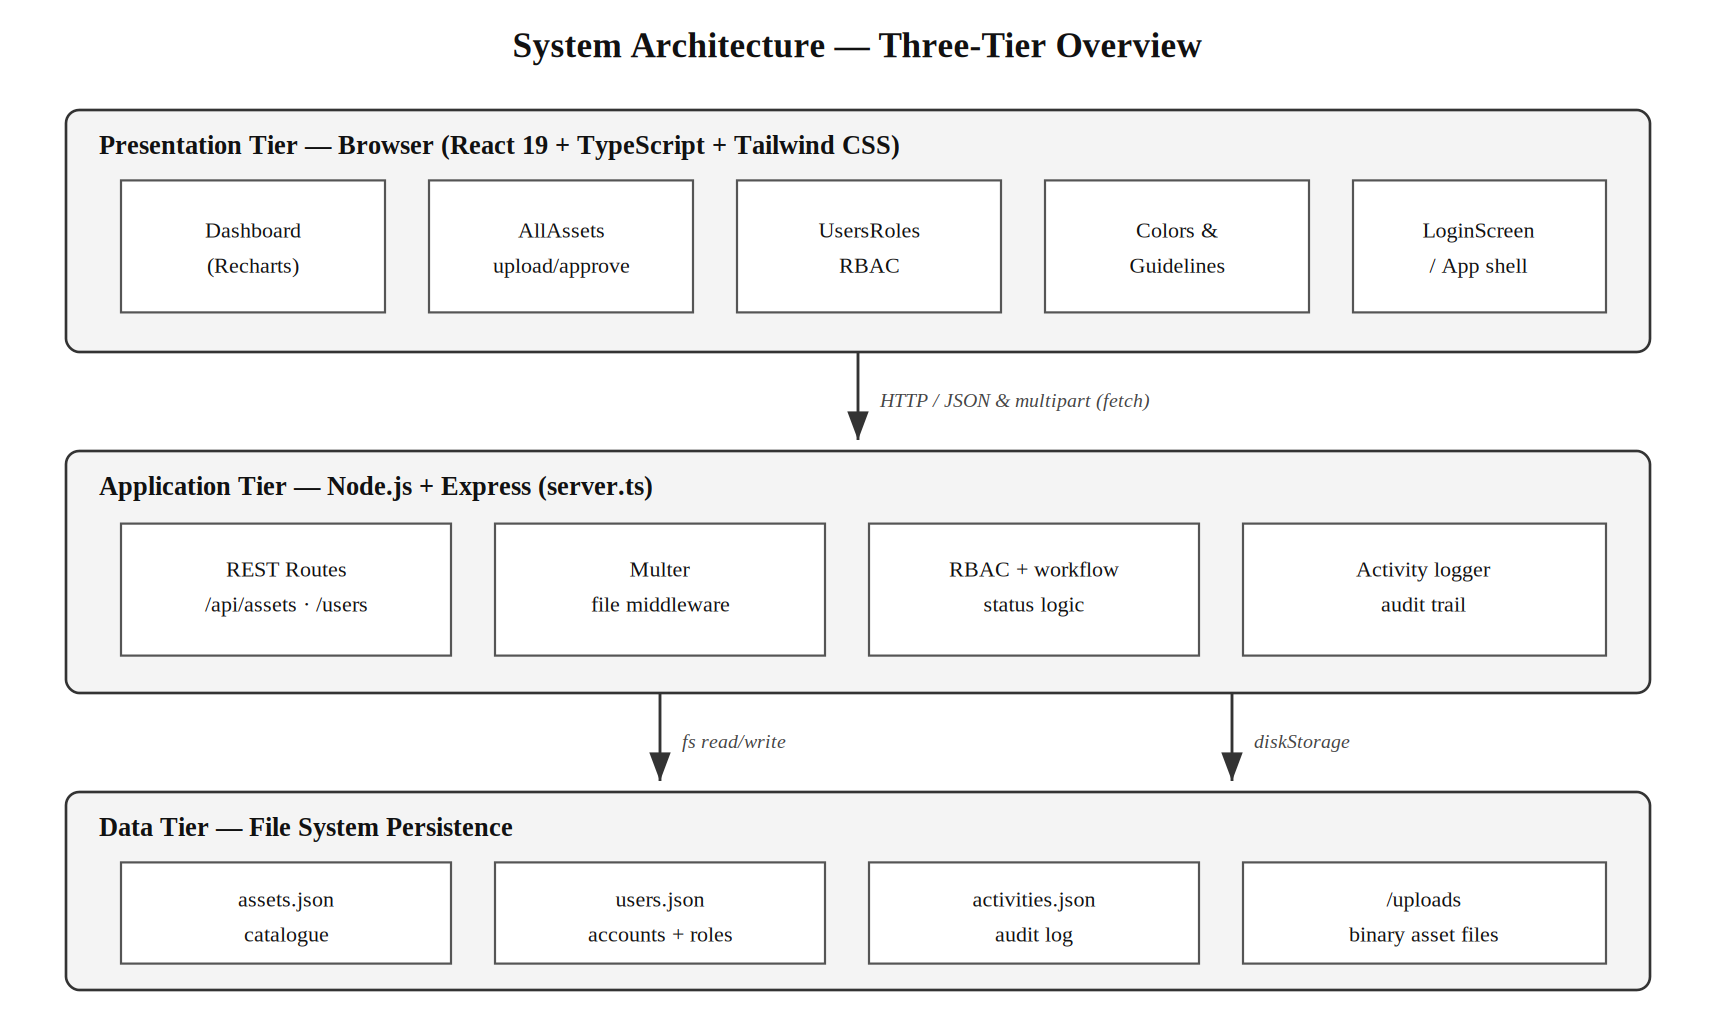 System Architecture — Three-Tier Overview
Presentation Tier — Browser (React 19 + TypeScript + Tailwind CSS)
Dashboard
(Recharts)
AllAssets
upload/approve
UsersRoles
RBAC
Colors &
Guidelines
LoginScreen
/ App shell
HTTP / JSON & multipart (fetch)
Application Tier — Node.js + Express (server.ts)
REST Routes
/api/assets · /users
Multer
file middleware
RBAC + workflow
status logic
Activity logger
audit trail
fs read/write
diskStorage
Data Tier — File System Persistence
assets.json
catalogue
users.json
accounts + roles
activities.json
audit log
/uploads
binary asset files